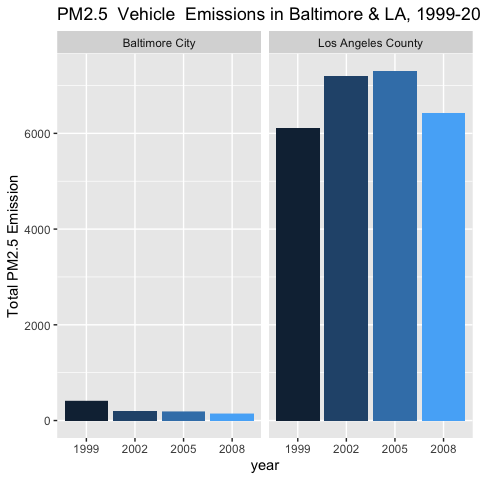 PM2.5  Vehicle  Emissions in Baltimore & LA, 1999-20
Baltimore City
Los Angeles County
Total PM2.5 Emission
6000
4000
2000
0
1999 2002 2005 2008
1999 2002 2005 2008
year